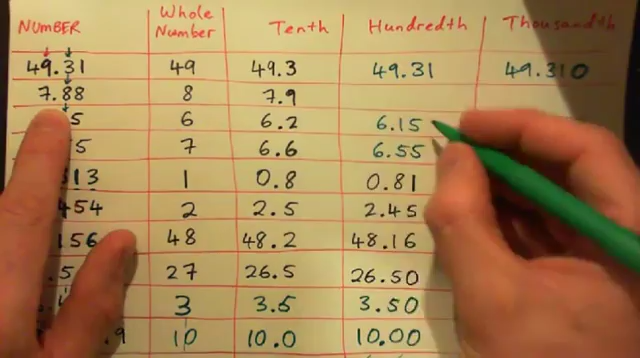 NUMBER Whole Number Tenth Hundredth Thousandth
49.31 49 49.3 49.31 49.310
7.88 8 7.9
5 6 6.2 6.15
5 7 6.6 6.55
313 1 0.8 0.81
454 2 2.5 2.45
156 48 48.2 48.16
.5 27 26.5 26.50
3 3.5 3.50
.9 10 10.0 10.00